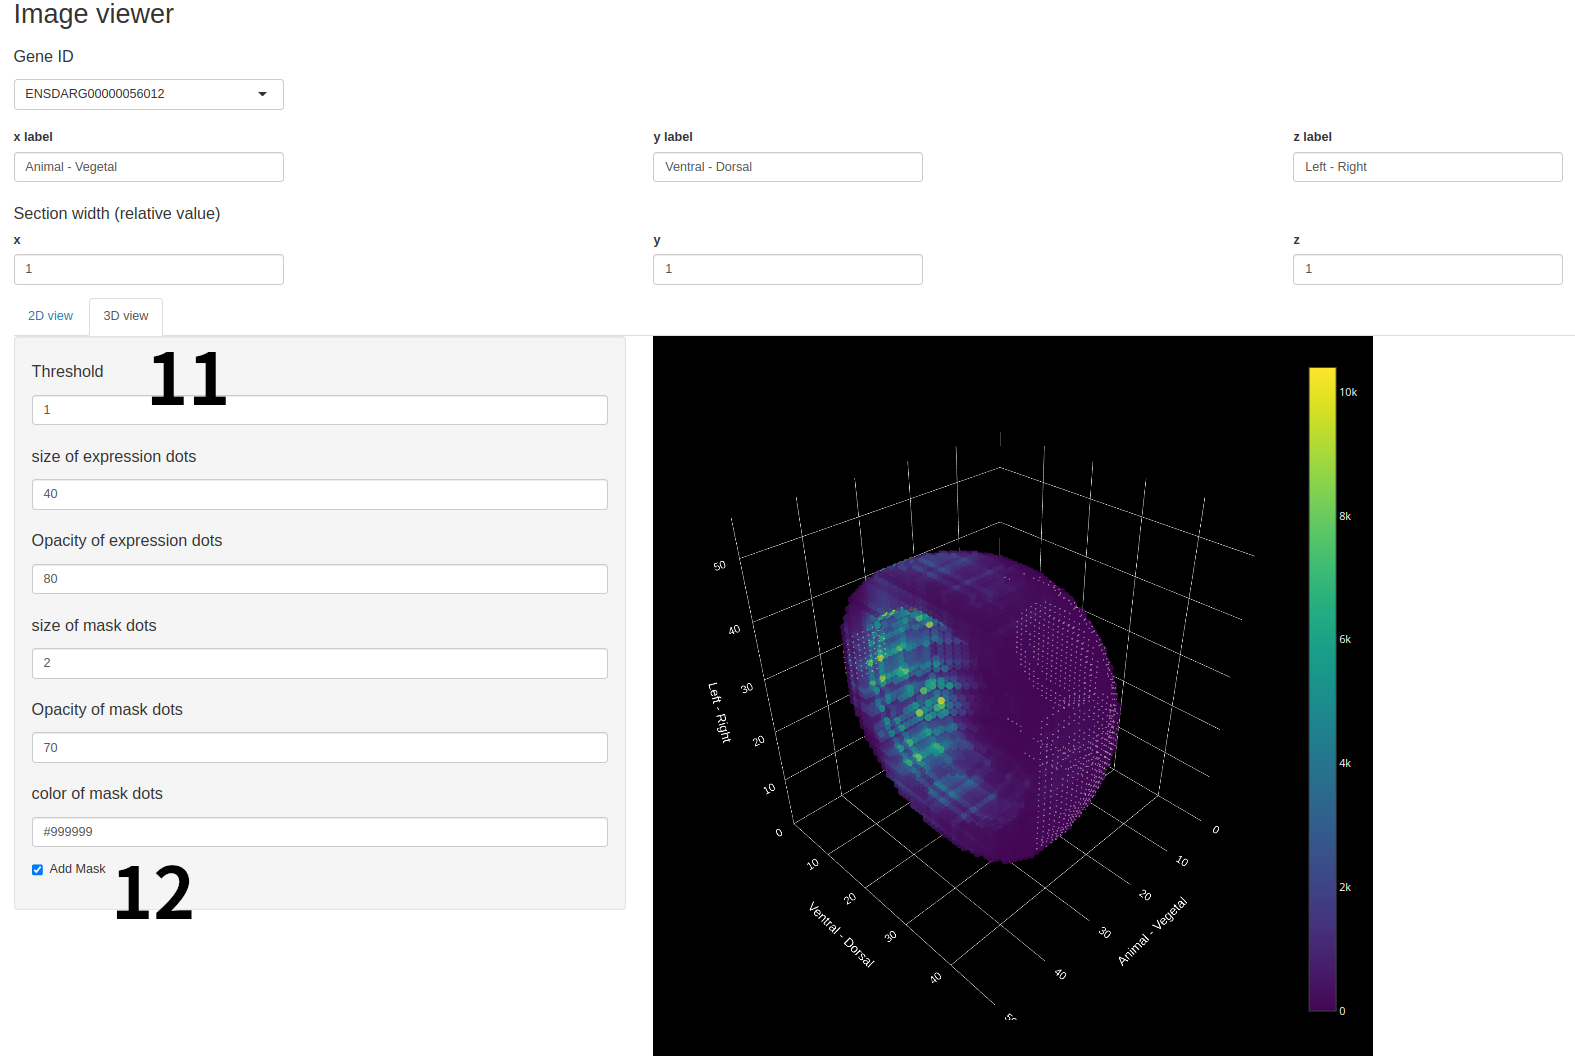 Image viewer
Gene ID
ENSDARG00000056012
x label
y label
z label
Animal - Vegetal
Ventral - Dorsal
Left - Right
Section width (relative value)
x
y
z
1
1
1
2D view
3D view
Threshold
11
1
size of expression dots
40
Opacity of expression dots
80
size of mask dots
2
Opacity of mask dots
70
color of mask dots
#999999
Add Mask
12
10k
8k
6k
4k
2k
0
50
40
30
20
10
0
Left - Right
10
20
30
40
Ventral - Dorsal
0
10
20
30
40
Animal - Vegetal